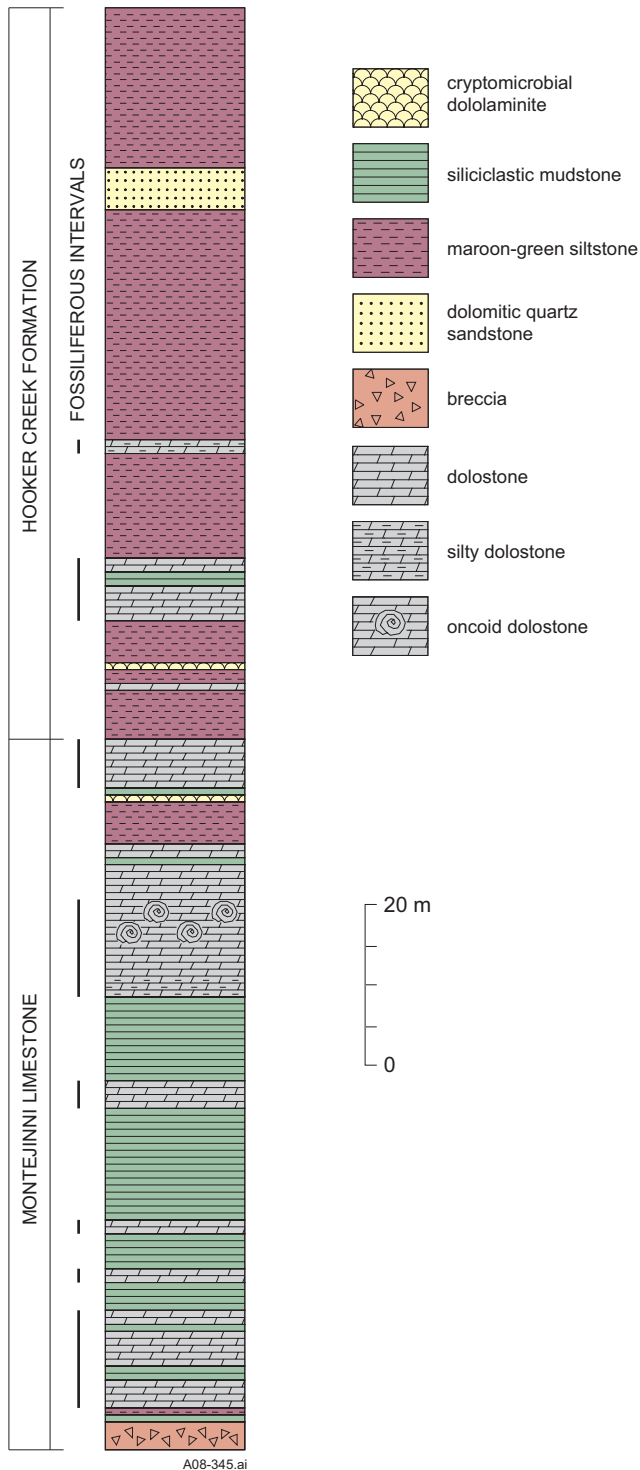 HOOKER CREEK FORMATION
MONTEJINNI LIMESTONE
FOSSILIFEROUS INTERVALS
cryptomicrobial
dololaminite
siliciclastic mudstone
maroon-green siltstone
dolomitic quartz
sandstone
breccia
dolostone
silty dolostone
oncoid dolostone
20 m
0
A08-345.ai